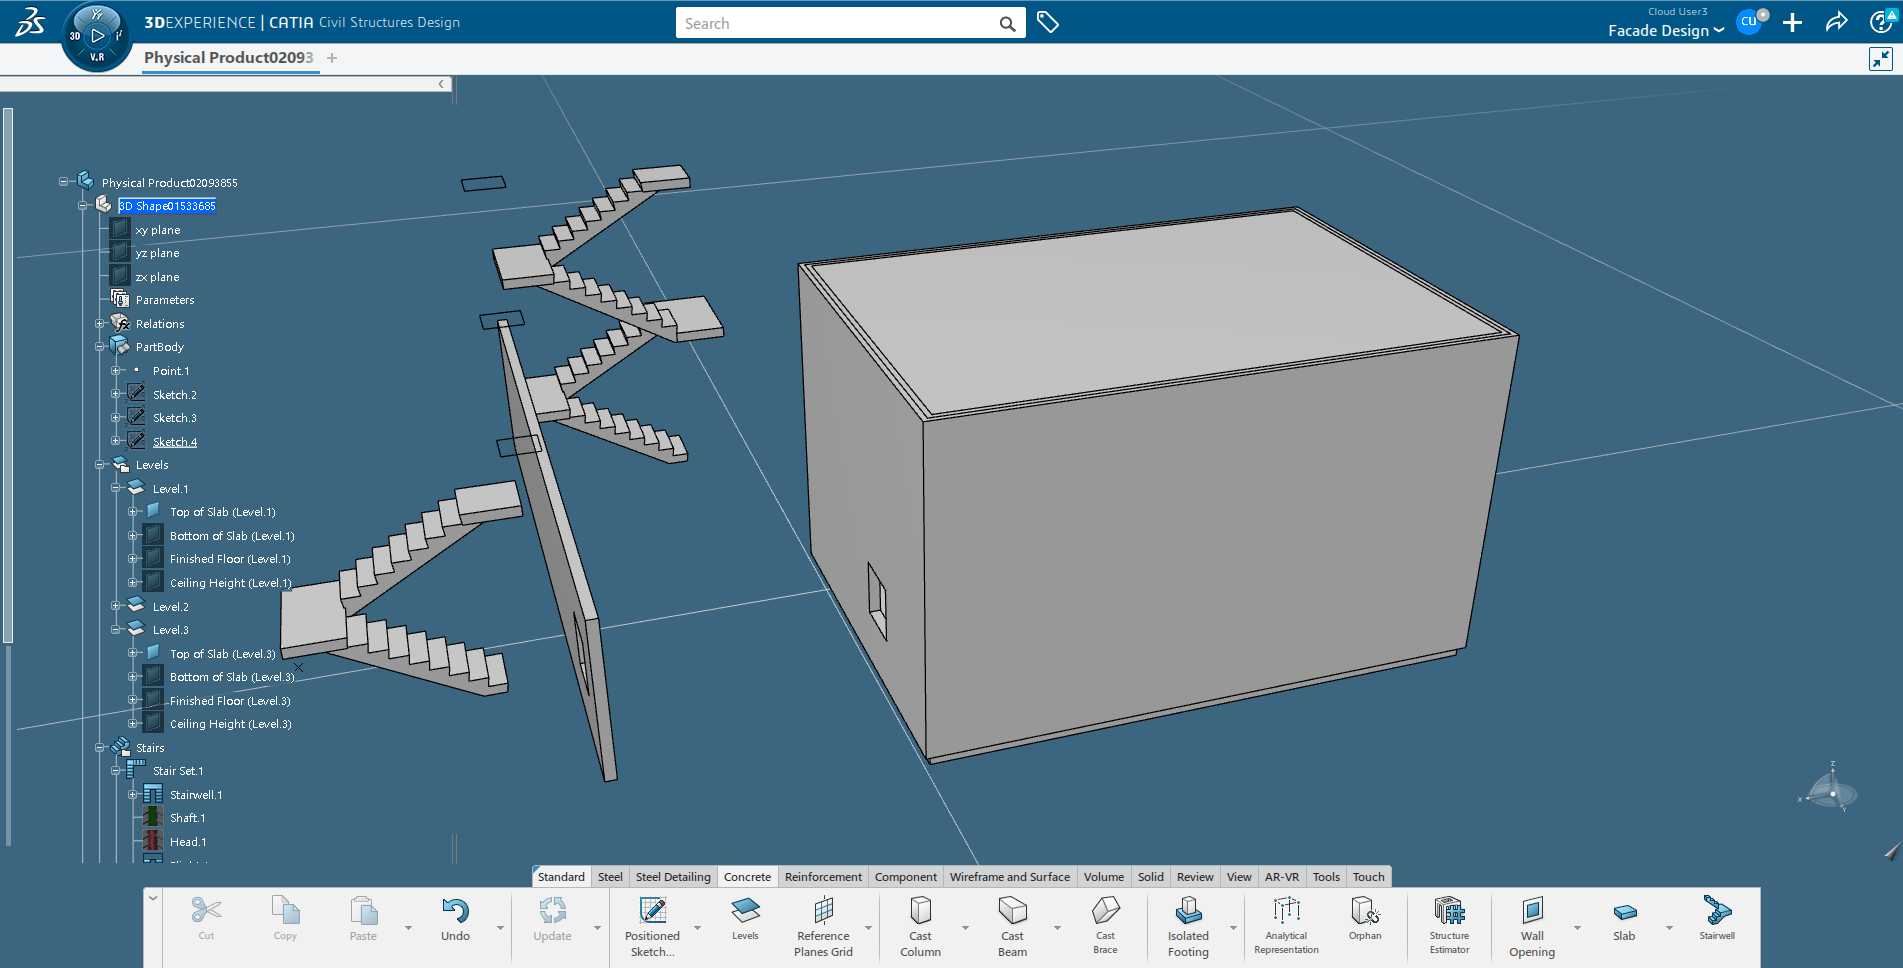 3DEXPERIENCE | CATIA Civil Structures Design
Search
Cloud User3
Facade Design
CU
3D
V.R
Physical Product02093
Physical Product02093855
3D Shape01533685
xy plane
yz plane
zx plane
Parameters
Relations
PartBody
Point.1
Sketch.2
Sketch.3
Sketch.4
Levels
Level.1
Top of Slab (Level.1)
Bottom of Slab (Level.1)
Finished Floor (Level.1)
Ceiling Height (Level.1)
Level.2
Level.3
Top of Slab (Level.3)
Bottom of Slab (Level.3)
Finished Floor (Level.3)
Ceiling Height (Level.3)
Stairs
Stair Set.1
Stairwell.1
Shaft.1
Head.1
z
x
y
Standard Steel Steel Detailing Concrete Reinforcement Component Wireframe and Surface Volume Solid Review View AR-VR Tools Touch
Cut
Copy
Paste
Undo
Update
Positioned
Sketch...
Levels
Reference
Planes Grid
Cast
Column
Cast
Beam
Cast
Brace
Isolated
Footing
Analytical
Representation
Orphan
Structure
Estimator
Wall
Opening
Slab
Stairwell